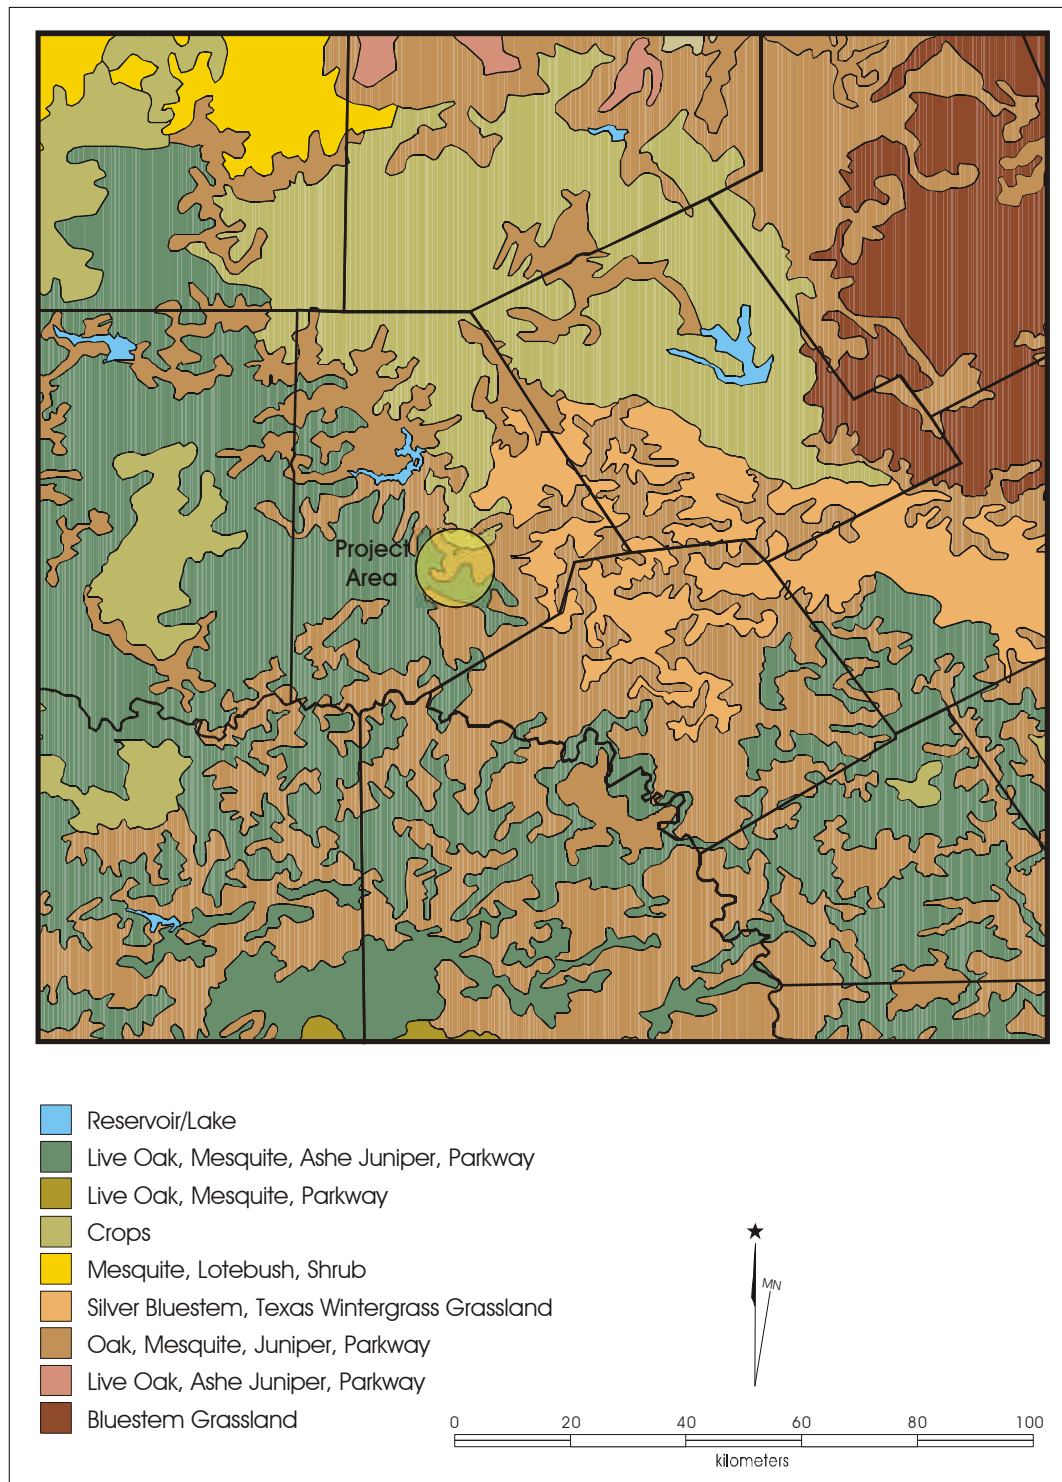 Project
Area
Reservoir/Lake
Live Oak, Mesquite, Ashe Juniper, Parkway
Live Oak, Mesquite, Parkway
Crops
Mesquite, Lotebush, Shrub
Silver Bluestem, Texas Wintergrass Grassland
Oak, Mesquite, Juniper, Parkway
Live Oak, Ashe Juniper, Parkway
Bluestem Grassland
MN
0 20 40 60 80 100
kilometers